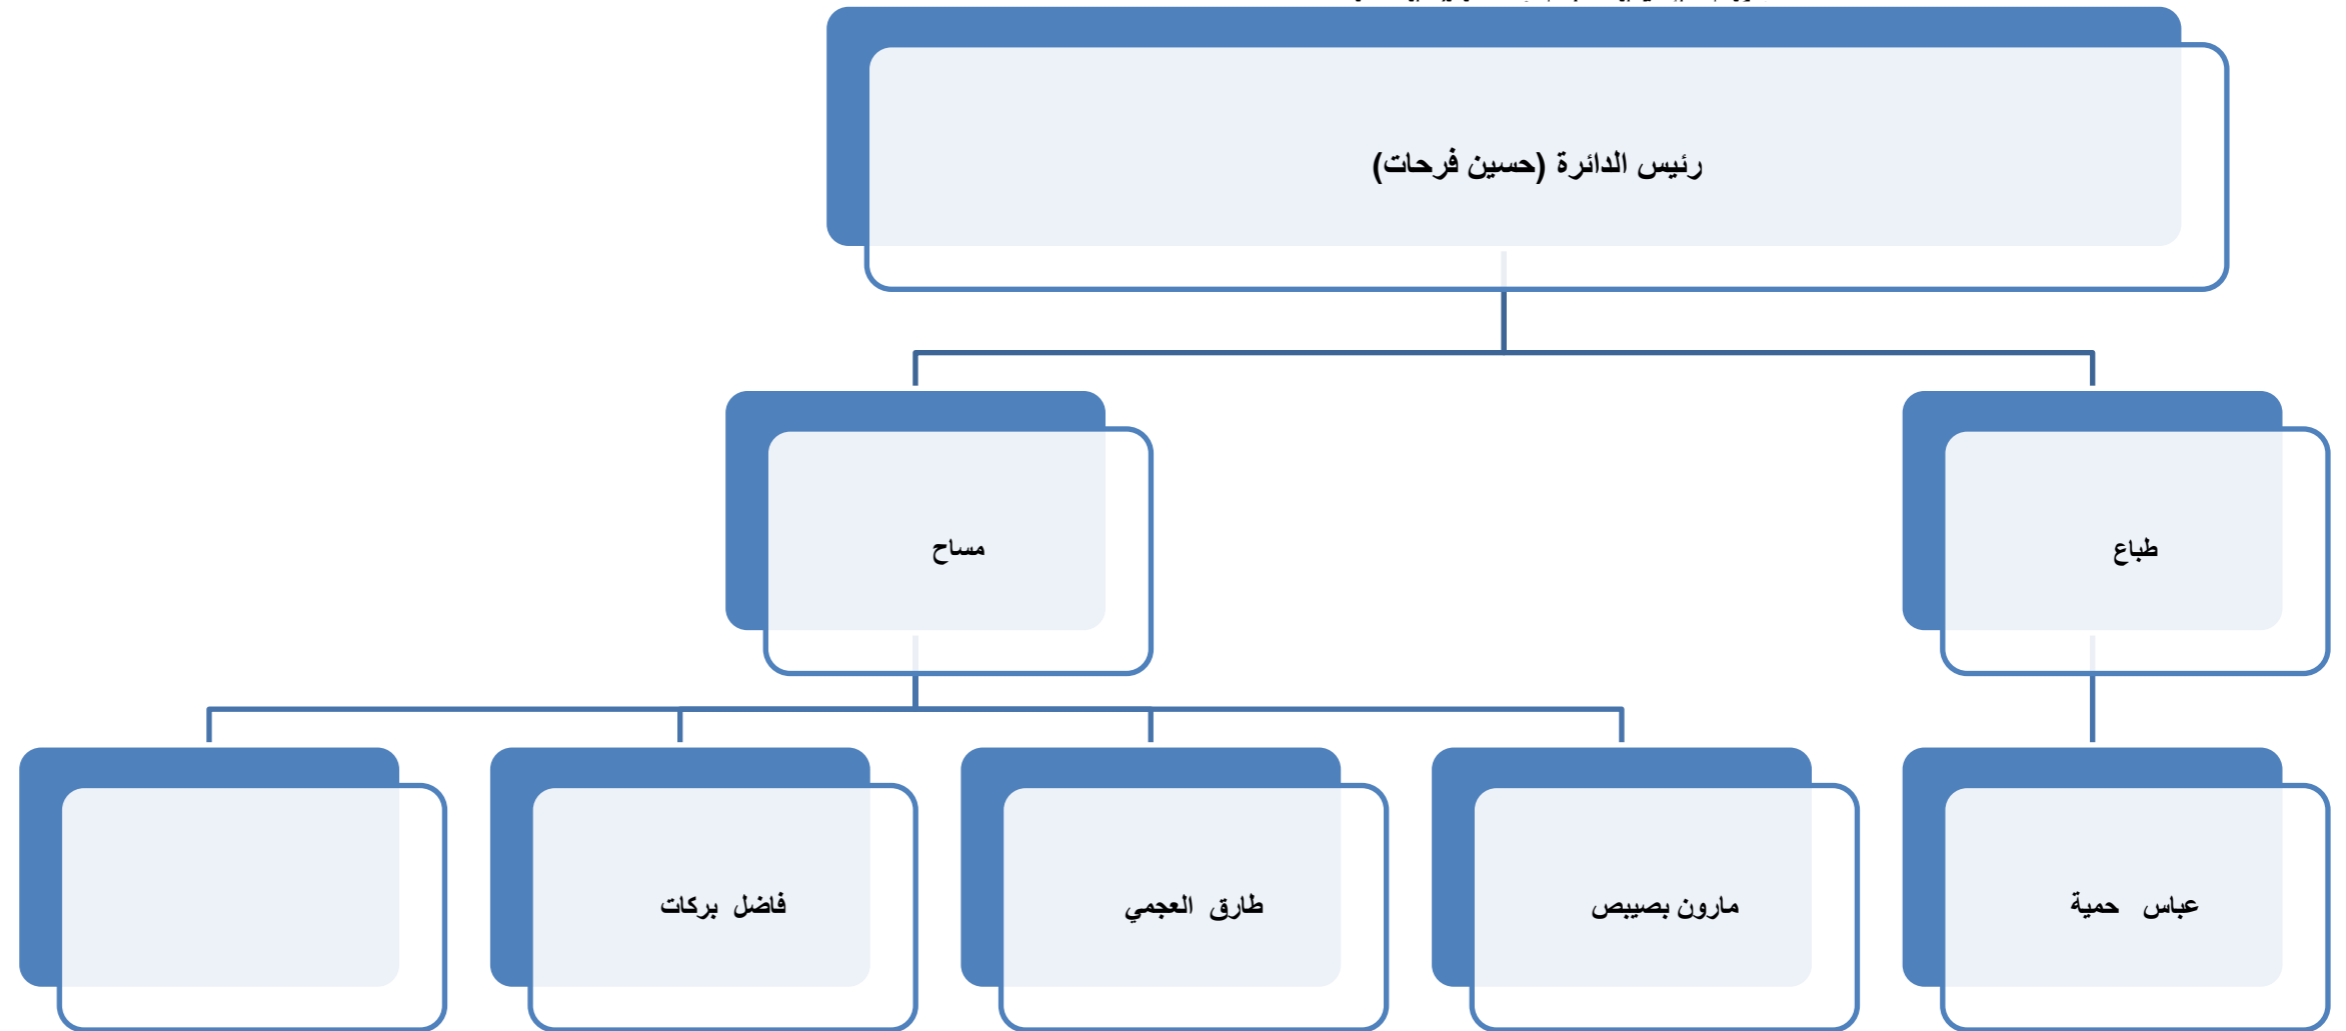 رئيس الدائرة (حسين فرحات)
طباع
مساح
عباس حمية
مارون بصيبص
طارق العجمي
فاضل بركات